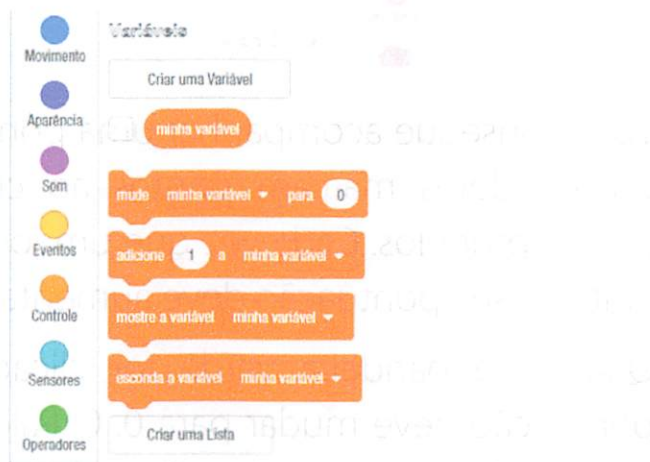 Variáveis
Movimento
Criar uma Variável
Aparência
minha variável
Som
mude minha variável para 0
Eventos
adicione 1 a minha variável
Controle
mostre a variável minha variável
Sensores
esconda a variável minha variável
Operadores
Criar uma Lista